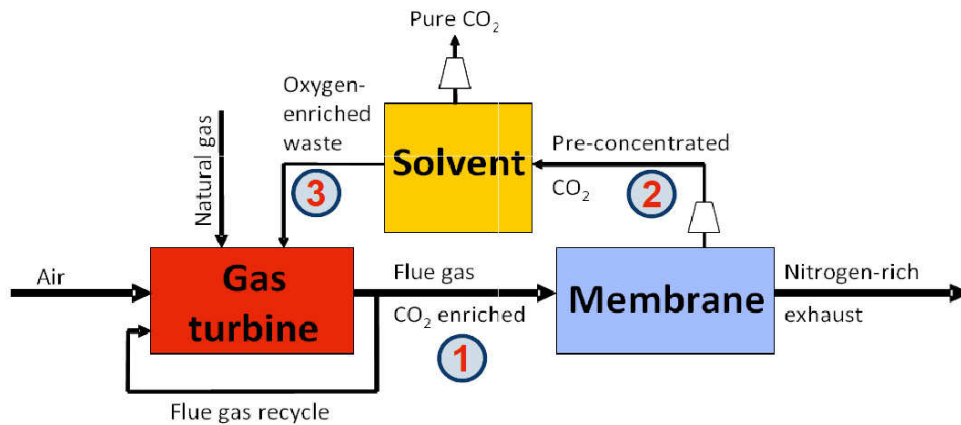 Pure CO₂
Oxygen-
enriched
waste
Natural gas
Solvent
Pre-concentrated
CO₂
3
2
Air
Gas
turbine
Flue gas
CO₂ enriched
1
Membrane
Nitrogen-rich
exhaust
Flue gas recycle